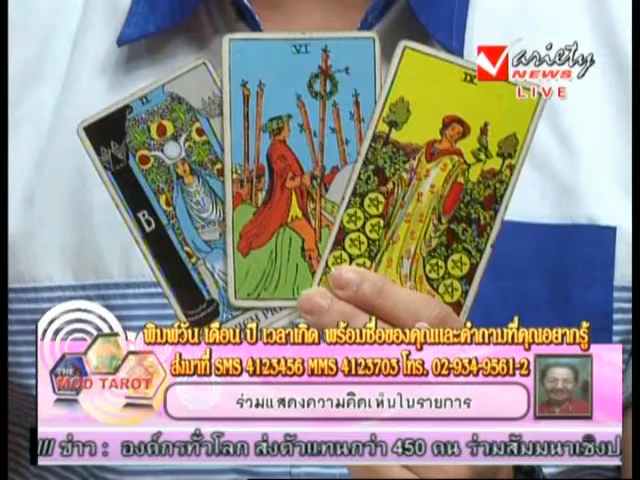 Variety
NEWS
LIVE
II
VI
IX
B
พิมพ์วัน เดือน ปี เวลาเกิด พร้อมชื่อของคุณและคำถามที่คุณอยากรู้
ส่งมาที่ SMS 4123456 MMS 4123703 โทร. 02-934-9561-2
THE
MOD TAROT
ร่วมแสดงความคิดเห็นในรายการ
/// ข่าว : องค์กรทั่วโลก ส่งตัวแทนกว่า 450 คน ร่วมสัมมนาเชิงป